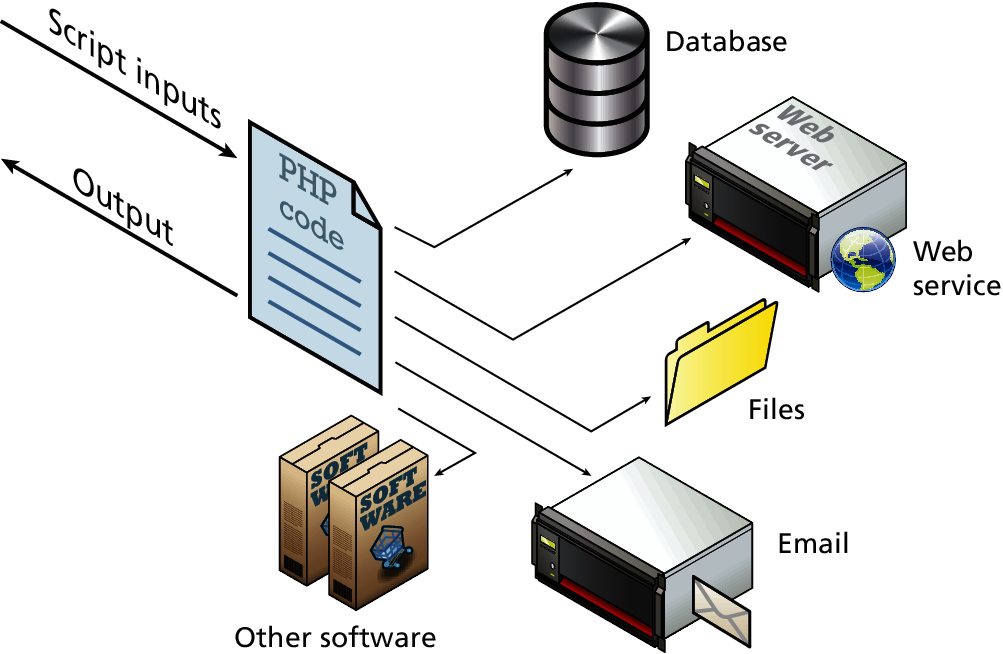 Script inputs
Output
PHP
code
Database
Web
server
Web
service
Files
Email
SOFT
WARE
SOFT
WARE
Other software